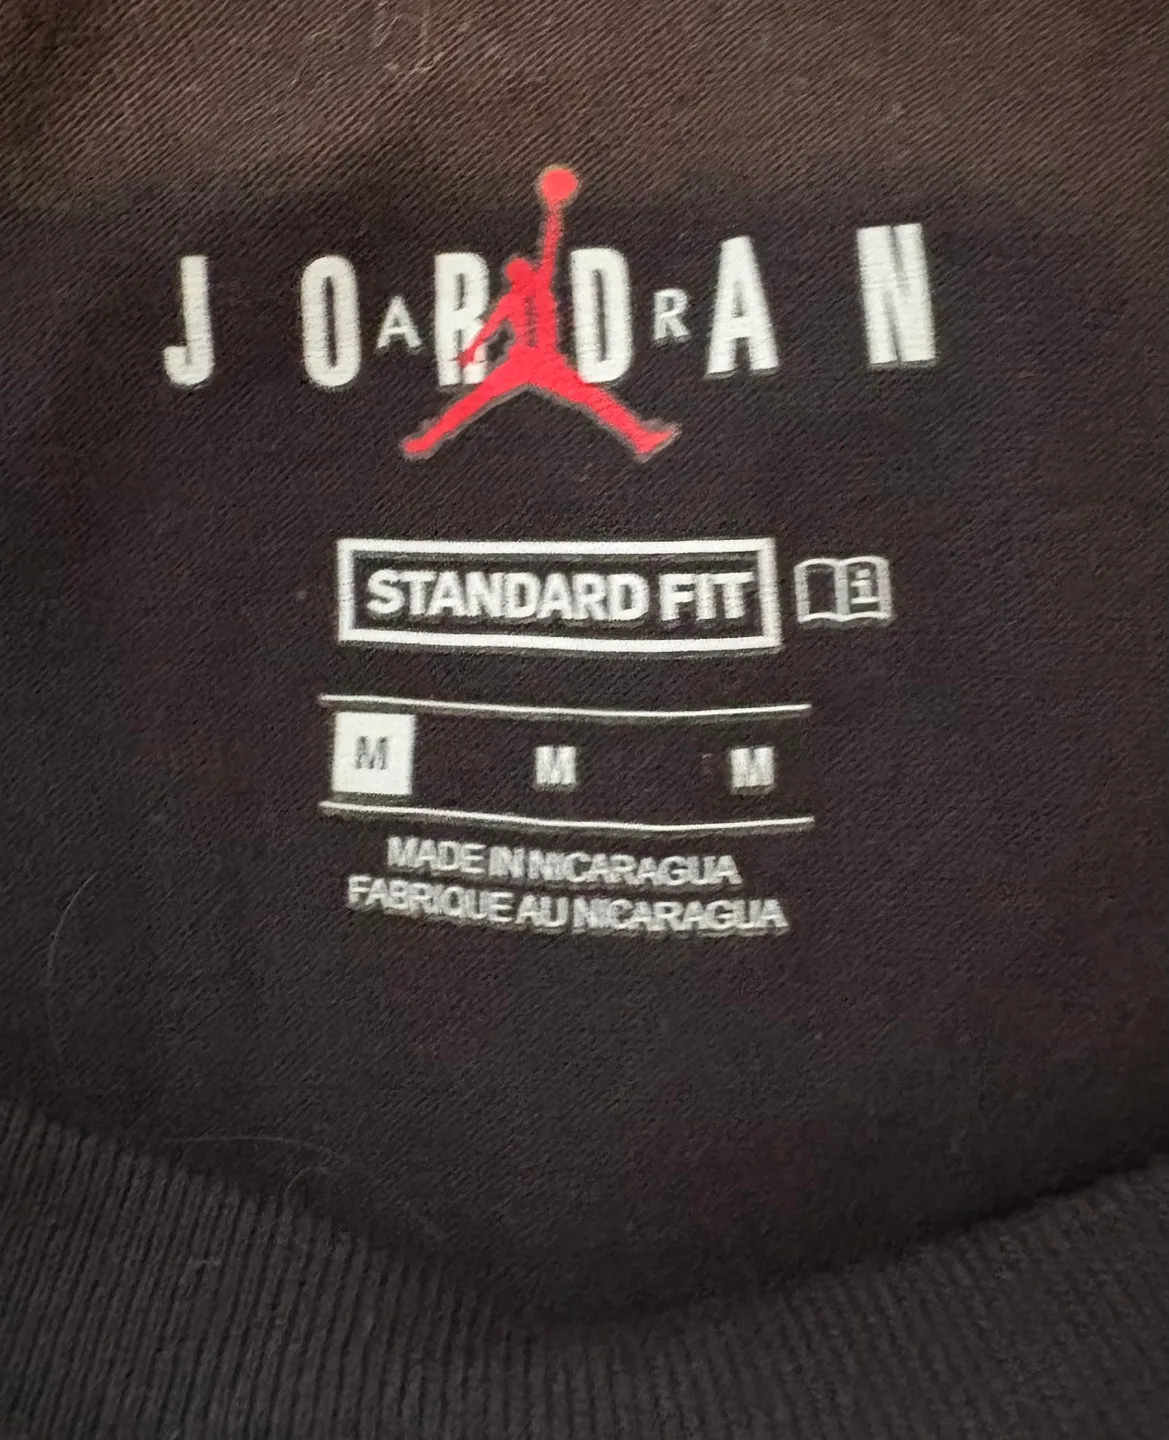 JORDAN
AIR
STANDARD FIT
M M M
MADE IN NICARAGUA
FABRIQUE AU NICARAGUA